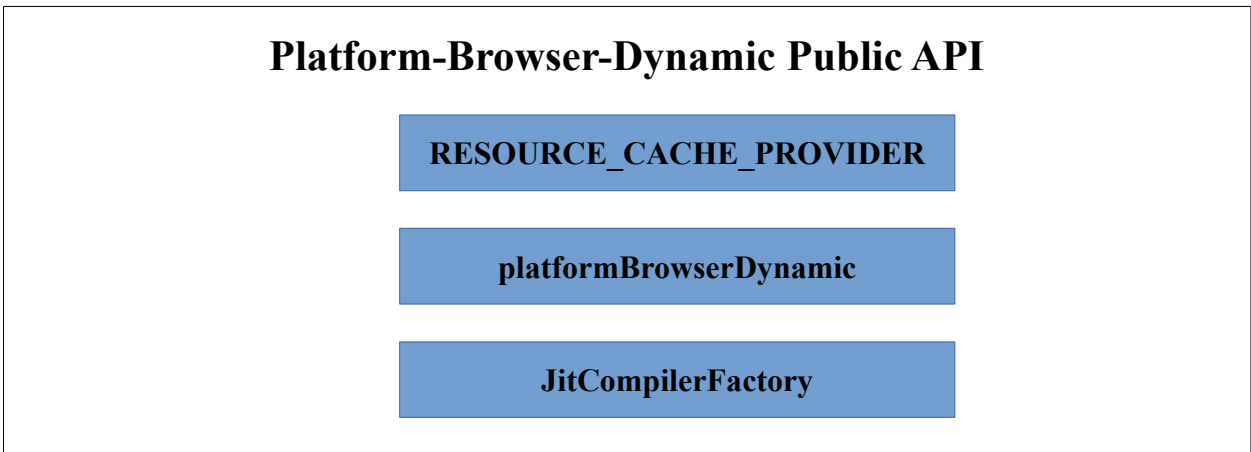 Platform-Browser-Dynamic Public API
RESOURCE_CACHE_PROVIDER
platformBrowserDynamic
JitCompilerFactory